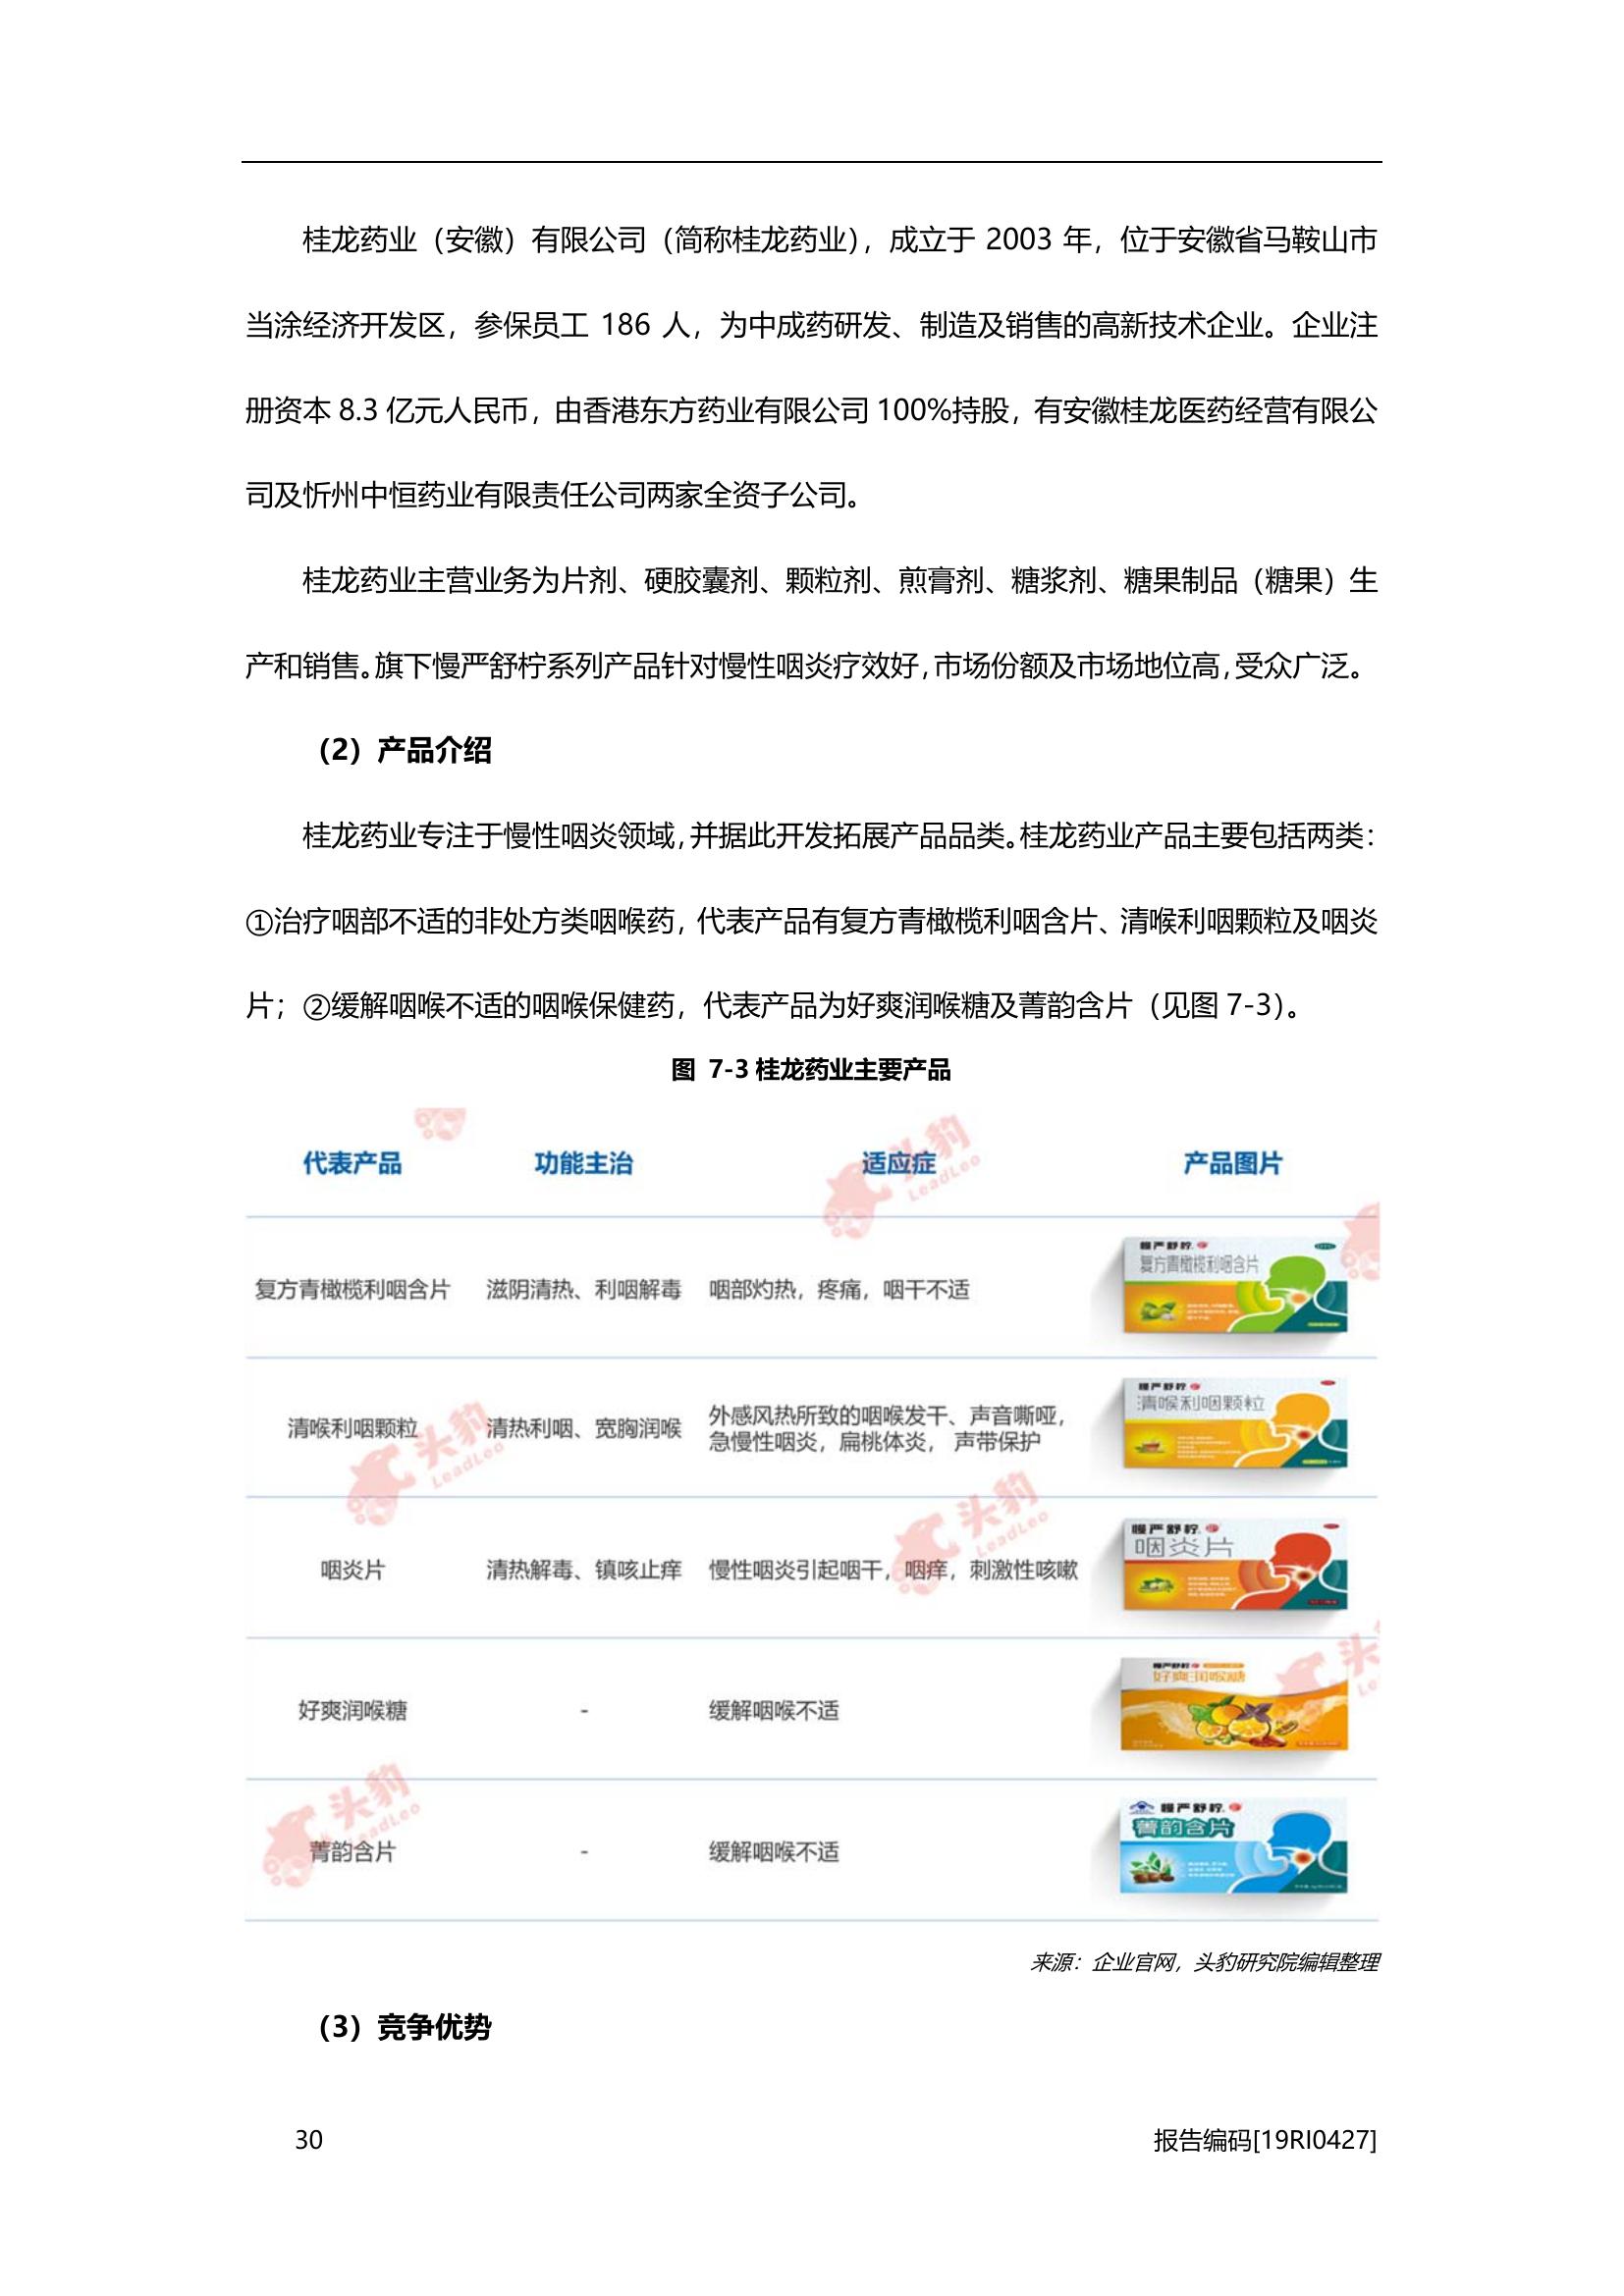 桂龙药业（安徽）有限公司（简称桂龙药业），成立于 2003 年，位于安徽省马鞍山市
当涂经济开发区，参保员工 186 人，为中成药研发、制造及销售的高新技术企业。企业注
册资本 8.3 亿元人民币，由香港东方药业有限公司 100%持股，有安徽桂龙医药经营有限公
司及忻州中恒药业有限责任公司两家全资子公司。
桂龙药业主营业务为片剂、硬胶囊剂、颗粒剂、煎膏剂、糖浆剂、糖果制品（糖果）生
产和销售。旗下慢严舒柠系列产品针对慢性咽炎疗效好，市场份额及市场地位高，受众广泛。
（2）产品介绍
桂龙药业专注于慢性咽炎领域，并据此开发拓展产品品类。桂龙药业产品主要包括两类：
①治疗咽部不适的非处方类咽喉药，代表产品有复方青橄榄利咽含片、清喉利咽颗粒及咽炎
片；②缓解咽喉不适的咽喉保健药，代表产品为好爽润喉糖及菁韵含片（见图 7-3）。
图 7-3 桂龙药业主要产品
代表产品 功能主治 适应症 产品图片
复方青橄榄利咽含片 滋阴清热、利咽解毒 咽部灼热，疼痛，咽干不适
慢严舒柠
复方青橄榄利咽含片
清喉利咽颗粒 清热利咽、宽胸润喉 外感风热所致的咽喉发干、声音嘶哑，
急慢性咽炎，扁桃体炎， 声带保护
慢严舒柠
清喉利咽颗粒
咽炎片 清热解毒、镇咳止痒 慢性咽炎引起咽干，咽痒，刺激性咳嗽
慢严舒柠
咽炎片
好爽润喉糖 - 缓解咽喉不适
慢严舒柠
好爽润喉糖
菁韵含片 - 缓解咽喉不适
慢严舒柠
菁韵含片
头豹
LeadLeo
头豹
LeadLeo
头豹
LeadLeo
头豹
LeadLeo
来源：企业官网，头豹研究院编辑整理
（3）竞争优势
30 报告编码[19RI0427]